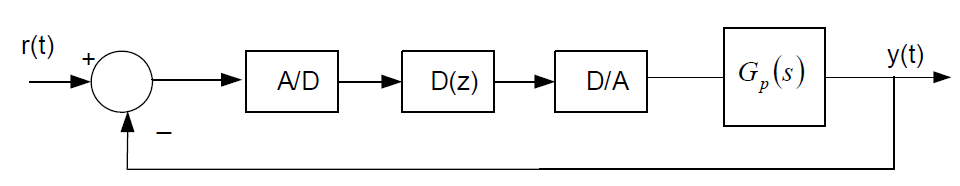 r(t)
+
A/D
D(z)
D/A
G_p(s)
y(t)
−